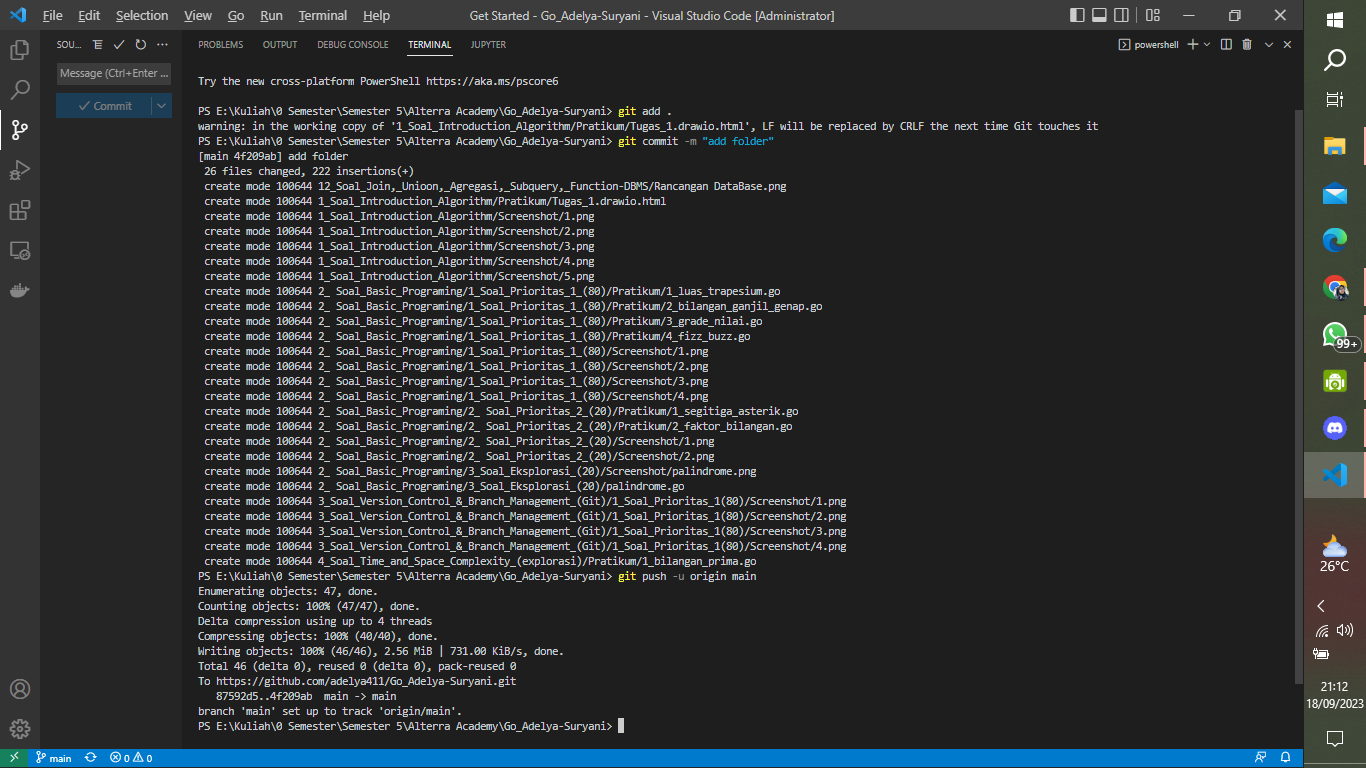 File Edit Selection View Go Run Terminal Help Get Started - Go_Adelya-Suryani - Visual Studio Code [Administrator]
SOU...
Message (Ctrl+Enter ...
Commit
PROBLEMS OUTPUT DEBUG CONSOLE TERMINAL JUPYTER powershell
Try the new cross-platform PowerShell https://aka.ms/pscore6
PS E:\Kuliah\0 Semester\Semester 5\Alterra Academy\Go_Adelya-Suryani> git add .
warning: in the working copy of '1_Soal_Introduction_Algorithm/Pratikum/Tugas_1.drawio.html', LF will be replaced by CRLF the next time Git touches it
PS E:\Kuliah\0 Semester\Semester 5\Alterra Academy\Go_Adelya-Suryani> git commit -m "add folder"
[main 4f209ab] add folder
26 files changed, 222 insertions(+)
create mode 100644 12_Soal_Join,_Unioon,_Agregasi,_Subquery,_Function-DBMS/Rancangan DataBase.png
create mode 100644 1_Soal_Introduction_Algorithm/Pratikum/Tugas_1.drawio.html
create mode 100644 1_Soal_Introduction_Algorithm/Screenshot/1.png
create mode 100644 1_Soal_Introduction_Algorithm/Screenshot/2.png
create mode 100644 1_Soal_Introduction_Algorithm/Screenshot/3.png
create mode 100644 1_Soal_Introduction_Algorithm/Screenshot/4.png
create mode 100644 1_Soal_Introduction_Algorithm/Screenshot/5.png
create mode 100644 2_ Soal_Basic_Programing/1_Soal_Prioritas_1_(80)/Pratikum/1_luas_trapesium.go
create mode 100644 2_ Soal_Basic_Programing/1_Soal_Prioritas_1_(80)/Pratikum/2_bilangan_ganjil_genap.go
create mode 100644 2_ Soal_Basic_Programing/1_Soal_Prioritas_1_(80)/Pratikum/3_grade_nilai.go
create mode 100644 2_ Soal_Basic_Programing/1_Soal_Prioritas_1_(80)/Pratikum/4_fizz_buzz.go
create mode 100644 2_ Soal_Basic_Programing/1_Soal_Prioritas_1_(80)/Screenshot/1.png
create mode 100644 2_ Soal_Basic_Programing/1_Soal_Prioritas_1_(80)/Screenshot/2.png
create mode 100644 2_ Soal_Basic_Programing/1_Soal_Prioritas_1_(80)/Screenshot/3.png
create mode 100644 2_ Soal_Basic_Programing/1_Soal_Prioritas_1_(80)/Screenshot/4.png
create mode 100644 2_ Soal_Basic_Programing/2_ Soal_Prioritas_2_(20)/Pratikum/1_segitiga_asterik.go
create mode 100644 2_ Soal_Basic_Programing/2_ Soal_Prioritas_2_(20)/Pratikum/2_faktor_bilangan.go
create mode 100644 2_ Soal_Basic_Programing/2_ Soal_Prioritas_2_(20)/Screenshot/1.png
create mode 100644 2_ Soal_Basic_Programing/2_ Soal_Prioritas_2_(20)/Screenshot/2.png
create mode 100644 2_ Soal_Basic_Programing/3_Soal_Eksplorasi_(20)/Screenshot/palindrome.png
create mode 100644 2_ Soal_Basic_Programing/3_Soal_Eksplorasi_(20)/palindrome.go
create mode 100644 3_Soal_Version_Control_&_Branch_Management_(Git)/1_Soal_Prioritas_1(80)/Screenshot/1.png
create mode 100644 3_Soal_Version_Control_&_Branch_Management_(Git)/1_Soal_Prioritas_1(80)/Screenshot/2.png
create mode 100644 3_Soal_Version_Control_&_Branch_Management_(Git)/1_Soal_Prioritas_1(80)/Screenshot/3.png
create mode 100644 3_Soal_Version_Control_&_Branch_Management_(Git)/1_Soal_Prioritas_1(80)/Screenshot/4.png
create mode 100644 4_Soal_Time_and_Space_Complexity_(explorasi)/Pratikum/1_bilangan_prima.go
PS E:\Kuliah\0 Semester\Semester 5\Alterra Academy\Go_Adelya-Suryani> git push -u origin main
Enumerating objects: 47, done.
Counting objects: 100% (47/47), done.
Delta compression using up to 4 threads
Compressing objects: 100% (40/40), done.
Writing objects: 100% (46/46), 2.56 MiB | 731.00 KiB/s, done.
Total 46 (delta 0), reused 0 (delta 0), pack-reused 0
To https://github.com/adelya411/Go_Adelya-Suryani.git
87592d5..4f209ab main -> main
branch 'main' set up to track 'origin/main'.
PS E:\Kuliah\0 Semester\Semester 5\Alterra Academy\Go_Adelya-Suryani>
main 0 0
99+
26°C
21:12
18/09/2023